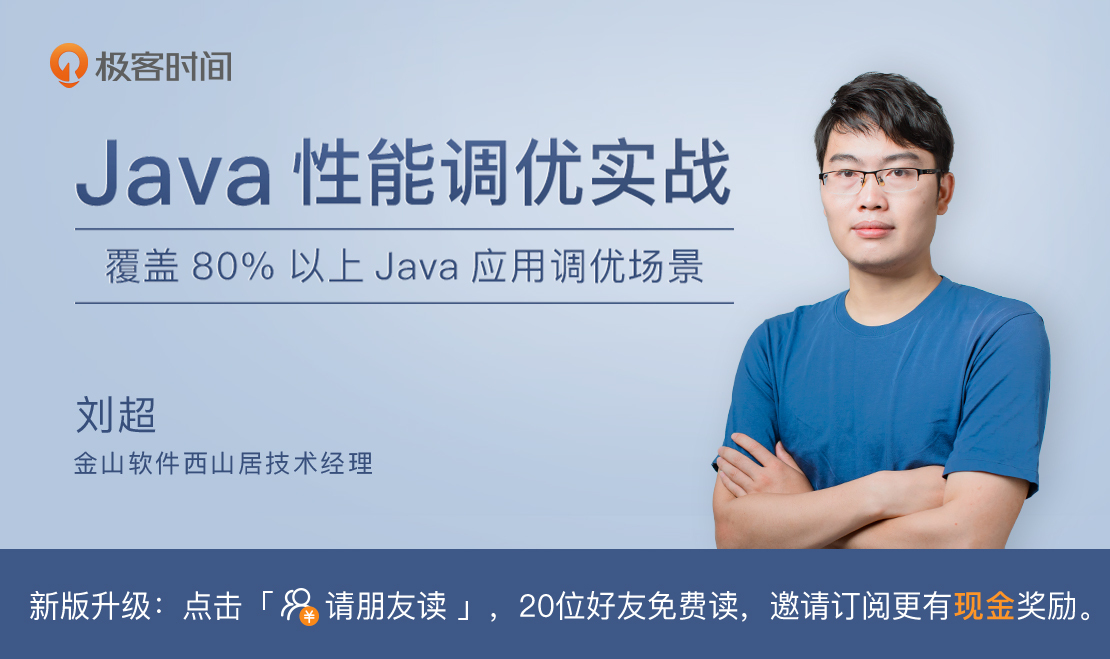 极客时间
Java 性能调优实战
覆盖 80% 以上 Java 应用调优场景
刘超
金山软件西山居技术经理
新版升级：点击「 ¥ 请朋友读 」，20位好友免费读，邀请订阅更有现金奖励。